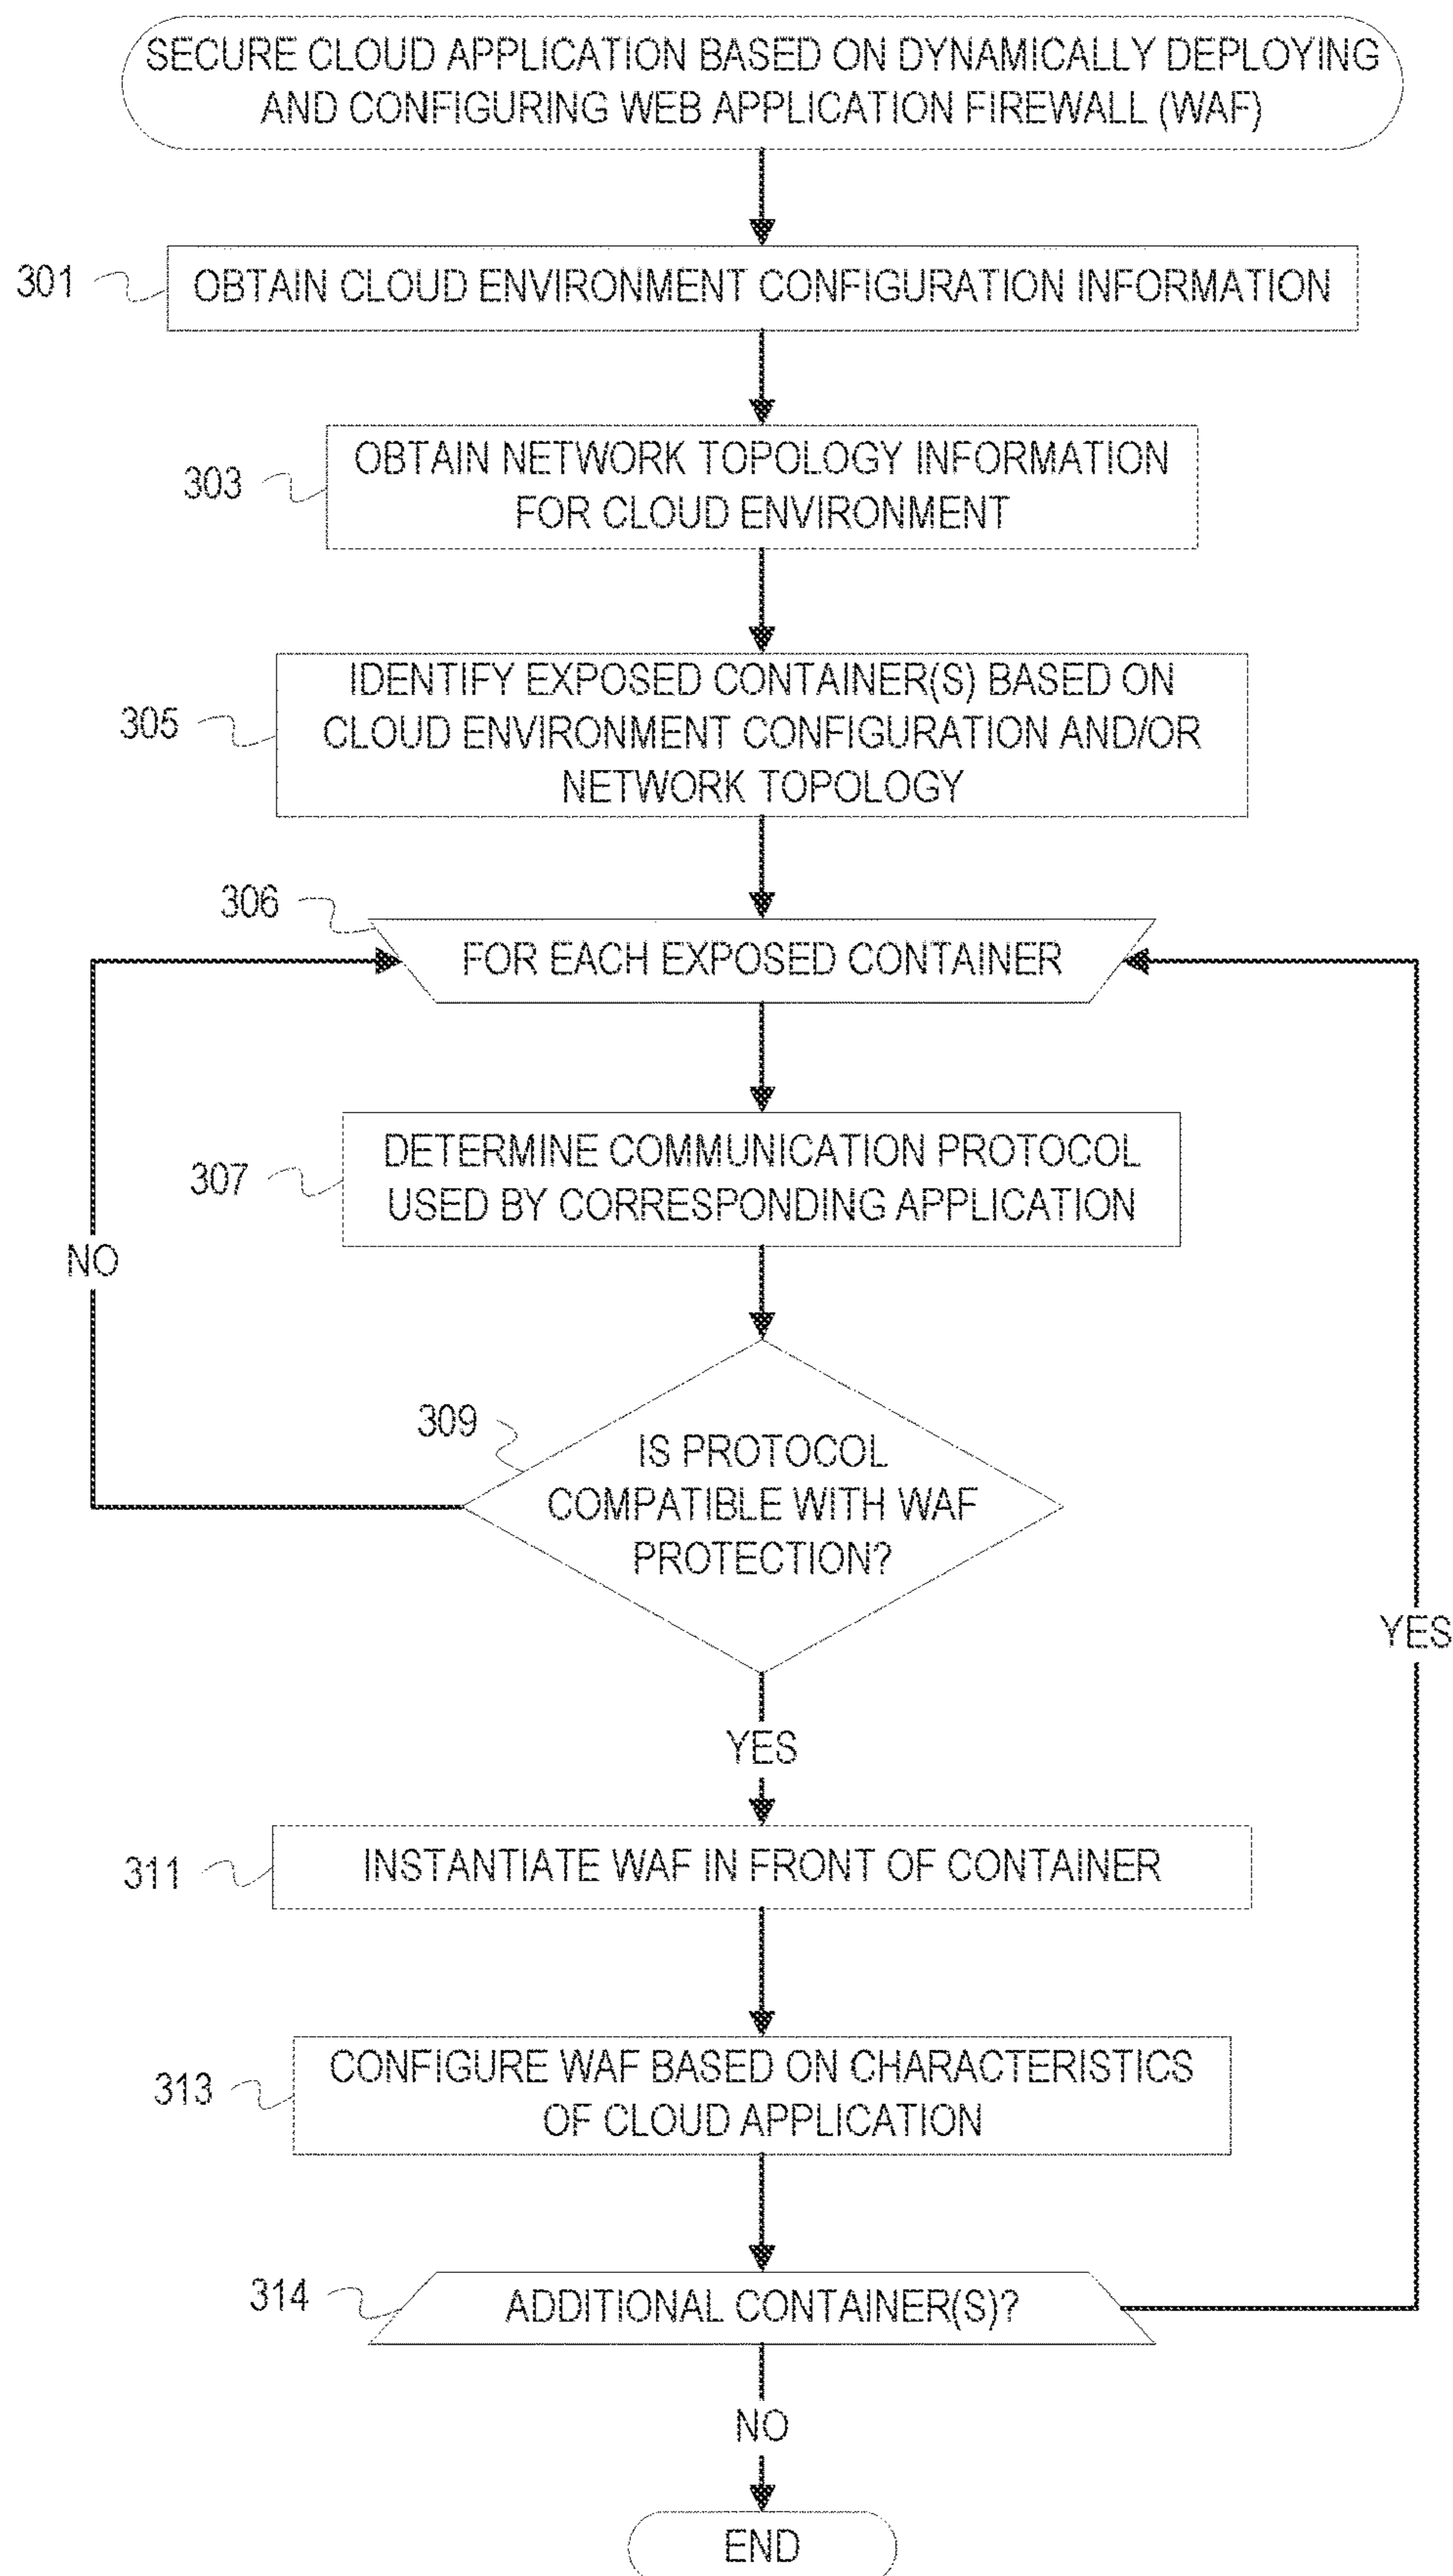 SECURE CLOUD APPLICATION BASED ON DYNAMICALLY DEPLOYING
AND CONFIGURING WEB APPLICATION FIREWALL (WAF)
301
OBTAIN CLOUD ENVIRONMENT CONFIGURATION INFORMATION
303
OBTAIN NETWORK TOPOLOGY INFORMATION
FOR CLOUD ENVIRONMENT
305
IDENTIFY EXPOSED CONTAINER(S) BASED ON
CLOUD ENVIRONMENT CONFIGURATION AND/OR
NETWORK TOPOLOGY
306
FOR EACH EXPOSED CONTAINER
307
DETERMINE COMMUNICATION PROTOCOL
USED BY CORRESPONDING APPLICATION
NO
309
IS PROTOCOL
COMPATIBLE WITH WAF
PROTECTION?
YES
YES
311
INSTANTIATE WAF IN FRONT OF CONTAINER
313
CONFIGURE WAF BASED ON CHARACTERISTICS
OF CLOUD APPLICATION
314
ADDITIONAL CONTAINER(S)?
NO
END